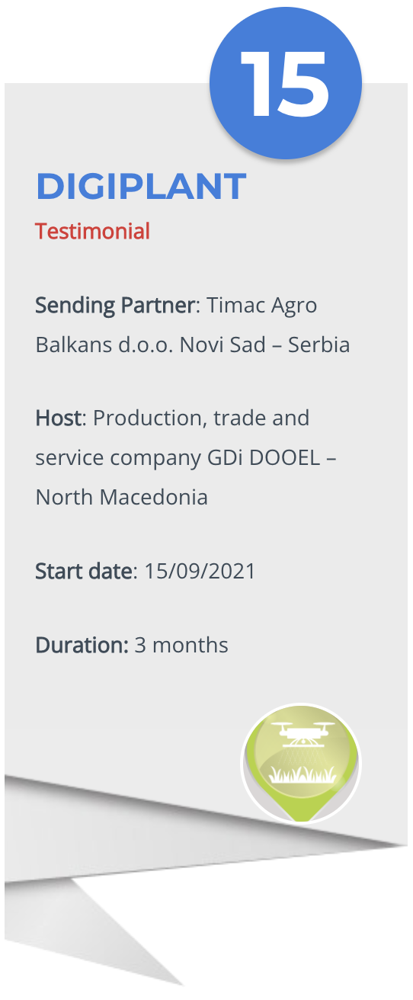 15
DIGIPLANT
Testimonial
Sending Partner: Timac Agro
Balkans d.o.o. Novi Sad – Serbia
Host: Production, trade and
service company GDi DOOEL –
North Macedonia
Start date: 15/09/2021
Duration: 3 months